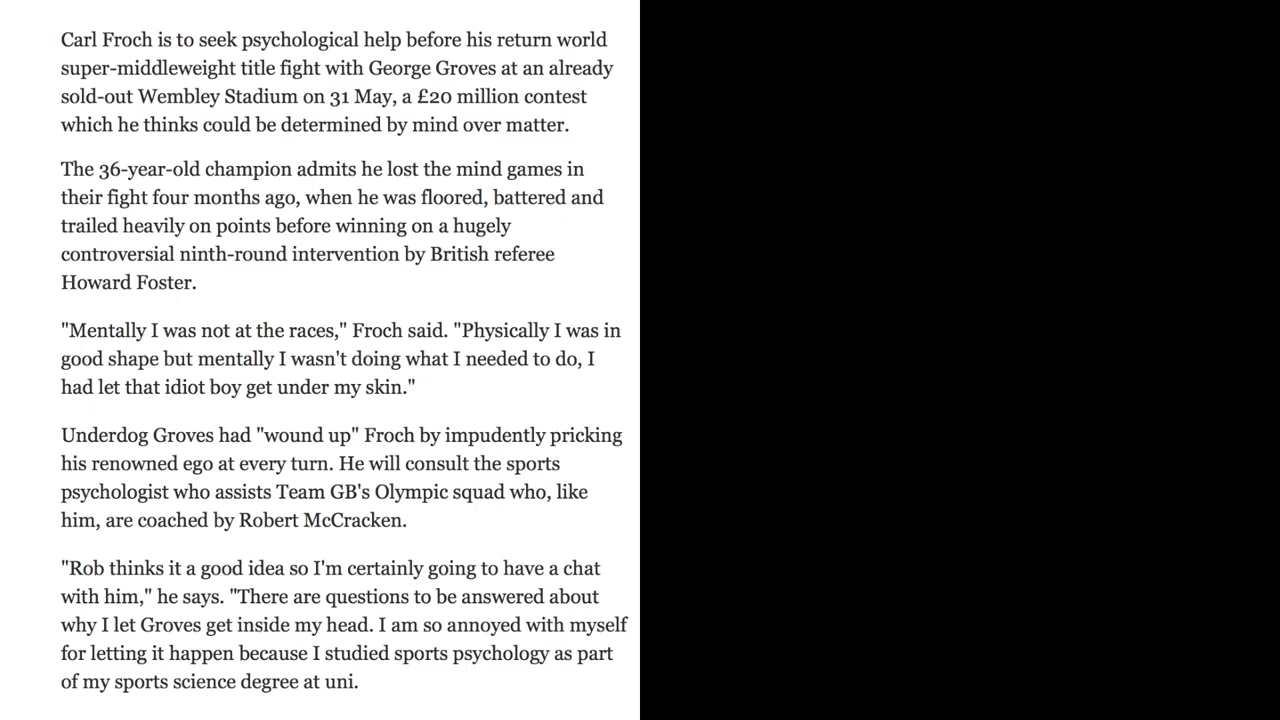 Carl Froch is to seek psychological help before his return world
super-middleweight title fight with George Groves at an already
sold-out Wembley Stadium on 31 May, a £20 million contest
which he thinks could be determined by mind over matter.
The 36-year-old champion admits he lost the mind games in
their fight four months ago, when he was floored, battered and
trailed heavily on points before winning on a hugely
controversial ninth-round intervention by British referee
Howard Foster.
"Mentally I was not at the races," Froch said. "Physically I was in
good shape but mentally I wasn't doing what I needed to do, I
had let that idiot boy get under my skin."
Underdog Groves had "wound up" Froch by impudently pricking
his renowned ego at every turn. He will consult the sports
psychologist who assists Team GB's Olympic squad who, like
him, are coached by Robert McCracken.
"Rob thinks it a good idea so I'm certainly going to have a chat
with him," he says. "There are questions to be answered about
why I let Groves get inside my head. I am so annoyed with myself
for letting it happen because I studied sports psychology as part
of my sports science degree at uni.